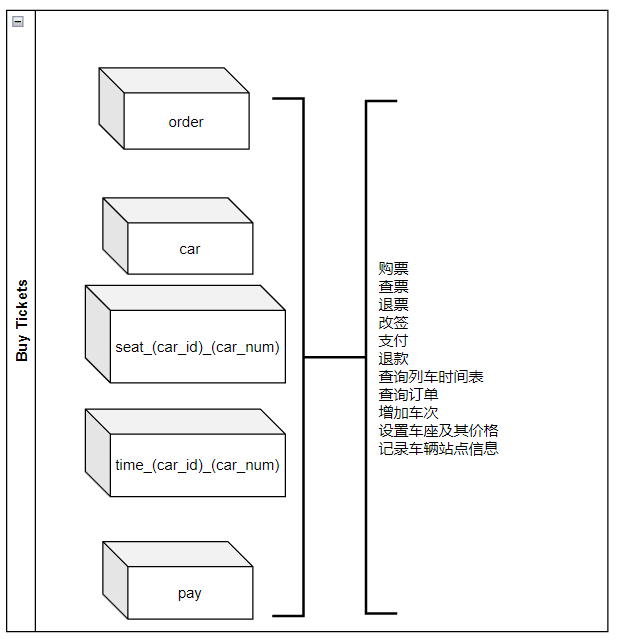 Buy Tickets
order
car
seat_(car_id)_(car_num)
time_(car_id)_(car_num)
pay
购票
查票
退票
改签
支付
退款
查询列车时间表
查询订单
增加车次
设置车座及其价格
记录车辆站点信息